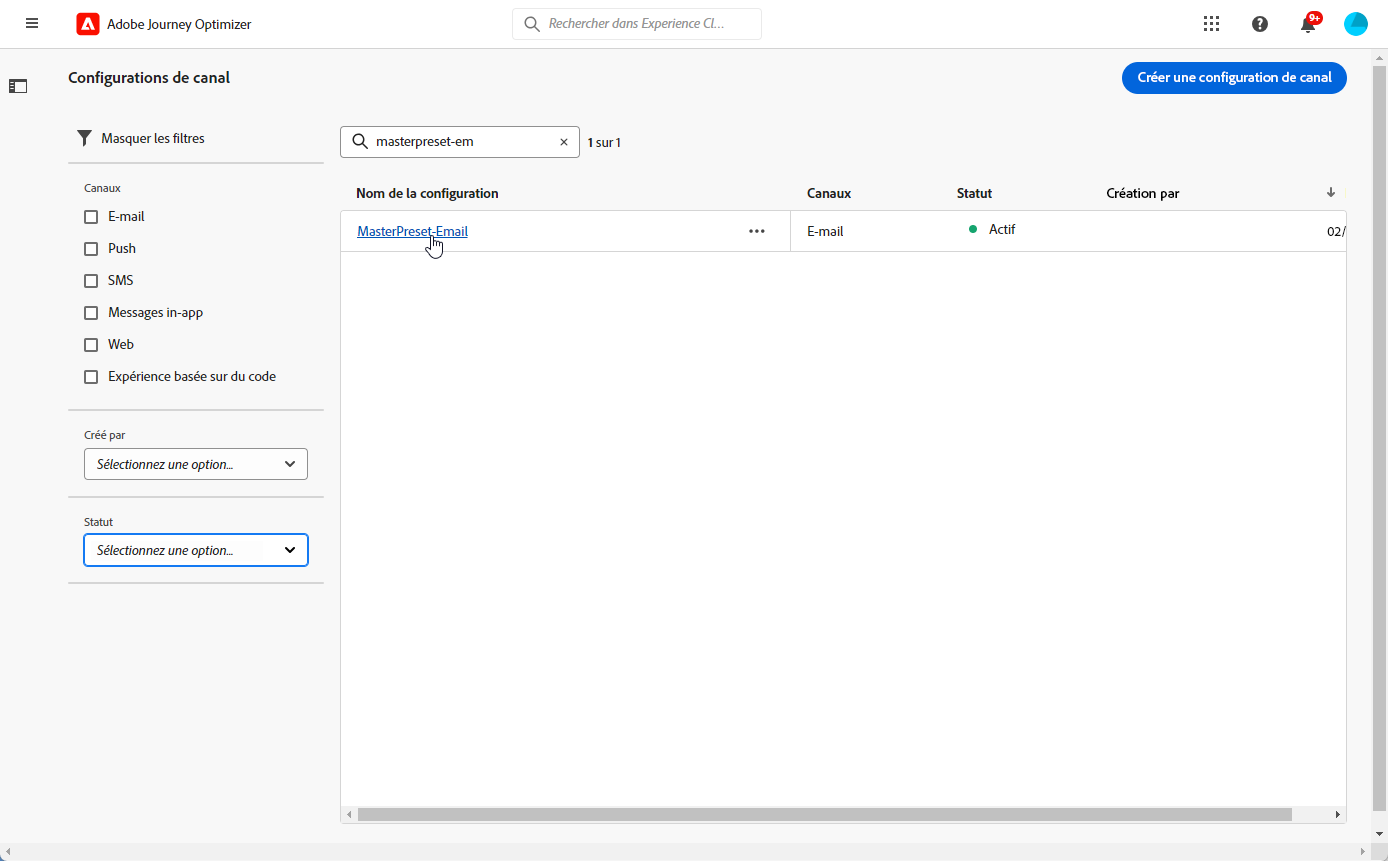 Adobe Journey Optimizer
Rechercher dans Experience Cl...
9+
Configurations de canal
Créer une configuration de canal
Masquer les filtres
masterpreset-em
1 sur 1
Canaux
E-mail
Push
SMS
Messages in-app
Web
Expérience basée sur du code
Créé par
Sélectionnez une option...
Statut
Sélectionnez une option...
Nom de la configuration
Canaux
Statut
Création par
MasterPreset-Email
E-mail
Actif
02/